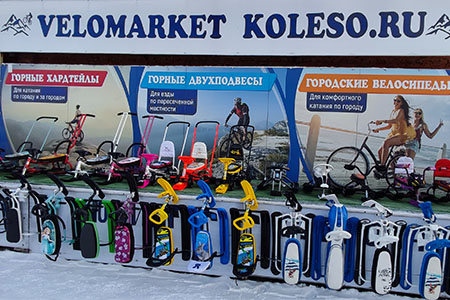 VELOMARKET KOLESO.RU
ГОРНЫЕ ХАРДТЕЙЛЫ
Для катания
по городу и за городом
ГОРНЫЕ ДВУХПОДВЕСЫ
Для езды
по пересеченной
мастности
ГОРОДСКИЕ ВЕЛОСИПЕДЫ
Для комфортного
катания по городу